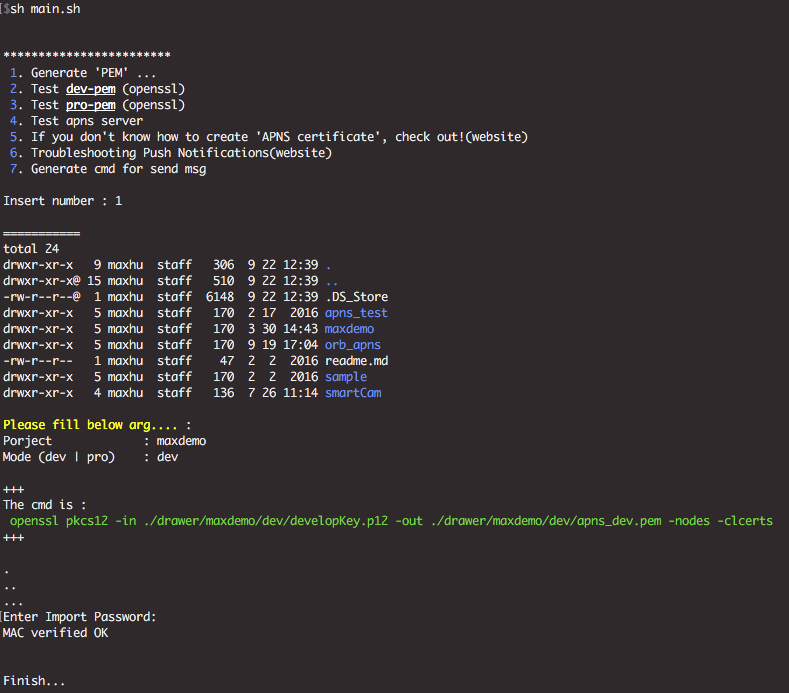 $sh main.sh
************************
1. Generate 'PEM' ...
2. Test dev-pem (openssl)
3. Test pro-pem (openssl)
4. Test apns server
5. If you don't know how to create 'APNS certificate', check out!(website)
6. Troubleshooting Push Notifications(website)
7. Generate cmd for send msg
Insert number : 1
===========
total 24
drwxr-xr-x   9 maxhu  staff   306  9 22 12:39 .
drwxr-xr-x@ 15 maxhu  staff   510  9 22 12:39 ..
-rw-r--r--@  1 maxhu  staff  6148  9 22 12:39 .DS_Store
drwxr-xr-x   5 maxhu  staff   170  2 17  2016 apns_test
drwxr-xr-x   5 maxhu  staff   170  3 30 14:43 maxdemo
drwxr-xr-x   5 maxhu  staff   170  9 19 17:04 orb_apns
-rw-r--r--   1 maxhu  staff    47  2  2  2016 readme.md
drwxr-xr-x   5 maxhu  staff   170  2  2  2016 sample
drwxr-xr-x   4 maxhu  staff   136  7 26 11:14 smartCam
Please fill below arg.... :
Porject             : maxdemo
Mode (dev | pro)    : dev
+++
The cmd is :
openssl pkcs12 -in ./drawer/maxdemo/dev/developKey.p12 -out ./drawer/maxdemo/dev/apns_dev.pem -nodes -clcerts
+++
.
..
...
Enter Import Password:
MAC verified OK
Finish...